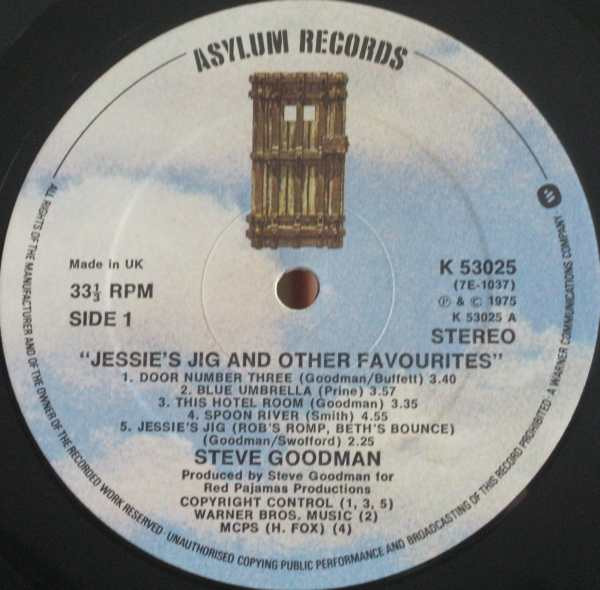 ASYLUM RECORDS
Made in UK
33⅓ RPM
SIDE 1
K 53025
(7E-1037)
Ⓟ & © 1975
K 53025 A
STEREO
"JESSIE'S JIG AND OTHER FAVOURITES"
1. DOOR NUMBER THREE (Goodman/Buffett) 3.40
2. BLUE UMBRELLA (Prine) 3.57
3. THIS HOTEL ROOM (Goodman) 3.35
4. SPOON RIVER (Smith) 4.55
5. JESSIE'S JIG (ROB'S ROMP, BETH'S BOUNCE)
(Goodman/Swofford) 2.25
STEVE GOODMAN
Produced by Steve Goodman for
Red Pajamas Productions
COPYRIGHT CONTROL (1, 3, 5)
WARNER BROS. MUSIC (2)
MCPS (H. FOX) (4)
ALL RIGHTS OF THE MANUFACTURER AND OF THE OWNER OF THE RECORDED WORK RESERVED · UNAUTHORISED COPYING PUBLIC PERFORMANCE AND BROADCASTING OF THIS RECORD PROHIBITED · A WARNER COMMUNICATIONS COMPANY